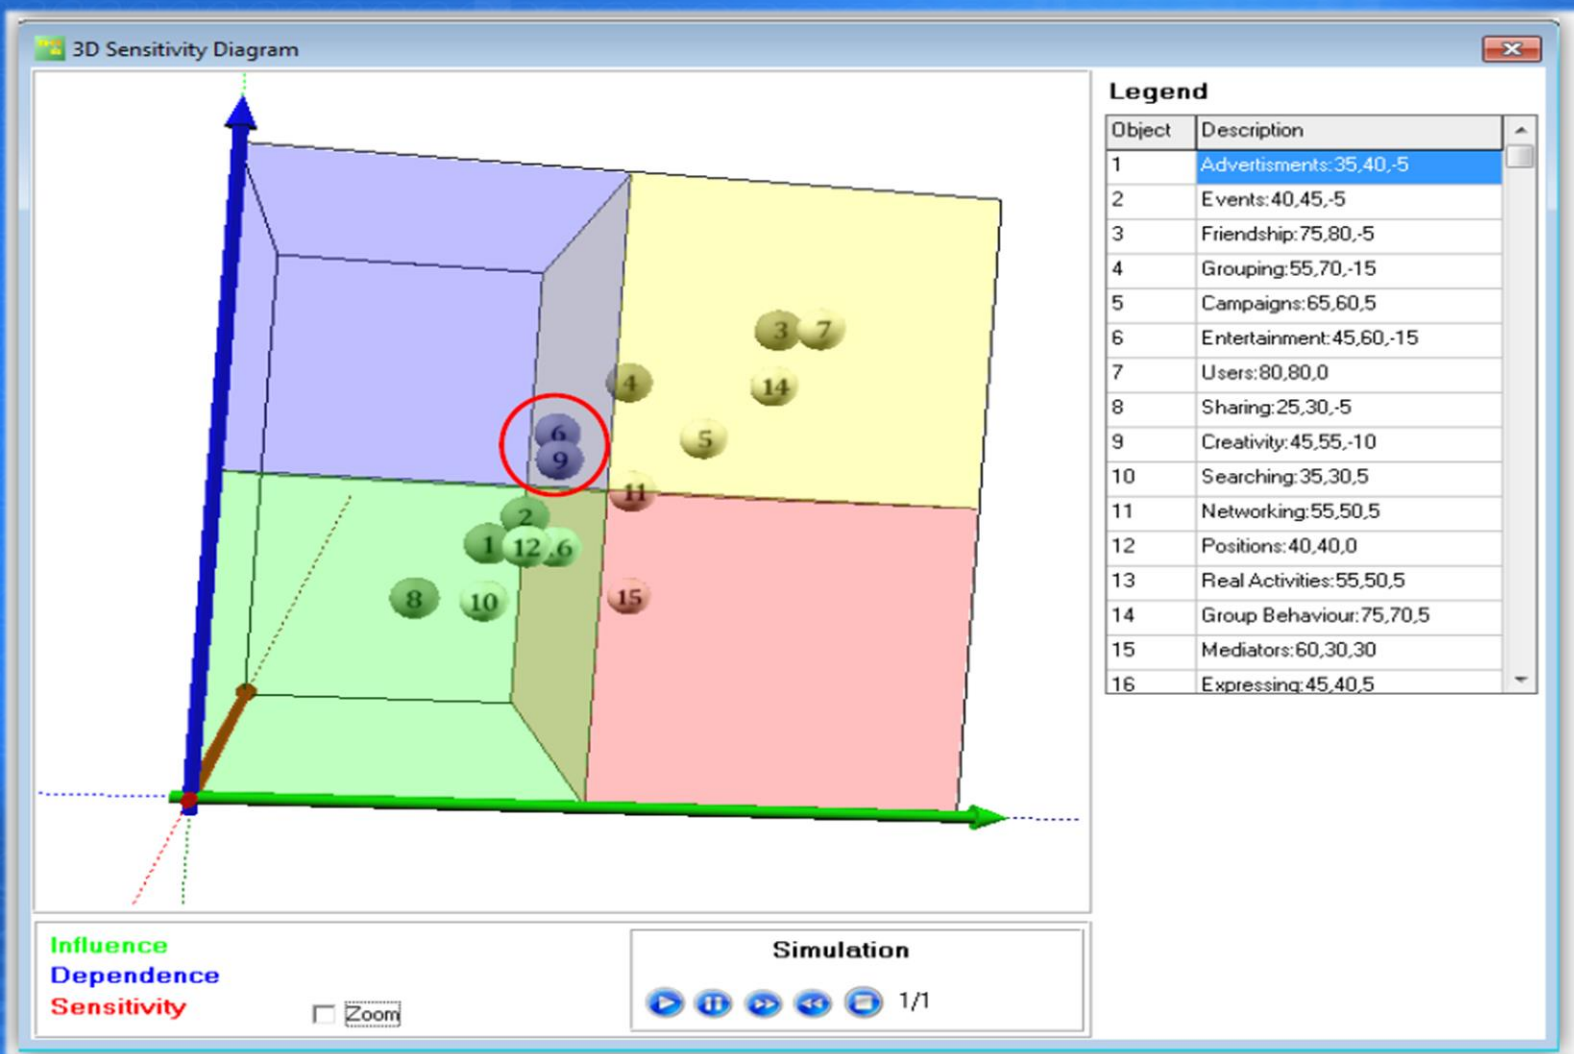 3D Sensitivity Diagram
3 7
4
14
6
5
9
11
2
1 12 .6
8 10 15
Influence
Dependence
Sensitivity
Zoom
Simulation
1/1
Legend
Object Description
1 Advertisments:35,40,-5
2 Events:40,45,-5
3 Friendship:75,80,-5
4 Grouping:55,70,-15
5 Campaigns:65,60,5
6 Entertainment:45,60,-15
7 Users:80,80,0
8 Sharing:25,30,-5
9 Creativity:45,55,-10
10 Searching:35,30,5
11 Networking:55,50,5
12 Positions:40,40,0
13 Real Activities:55,50,5
14 Group Behaviour:75,70,5
15 Mediators:60,30,30
16 Expressing:45,40,5